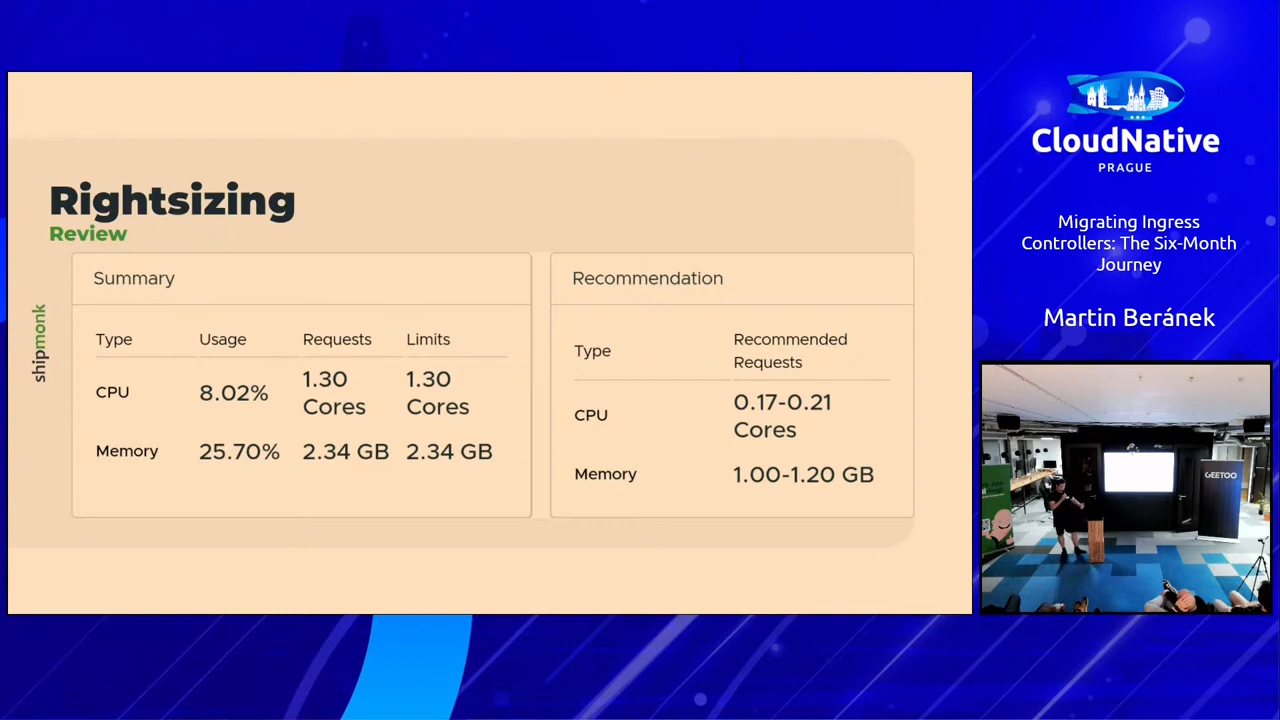 Rightsizing
Review
shipmonk
Summary
Type Usage Requests Limits
CPU 8.02% 1.30 Cores 1.30 Cores
Memory 25.70% 2.34 GB 2.34 GB
Recommendation
Type Recommended Requests
CPU 0.17-0.21 Cores
Memory 1.00-1.20 GB
CloudNative
PRAGUE
Migrating Ingress
Controllers: The Six-Month
Journey
Martin Beránek
GEETOO